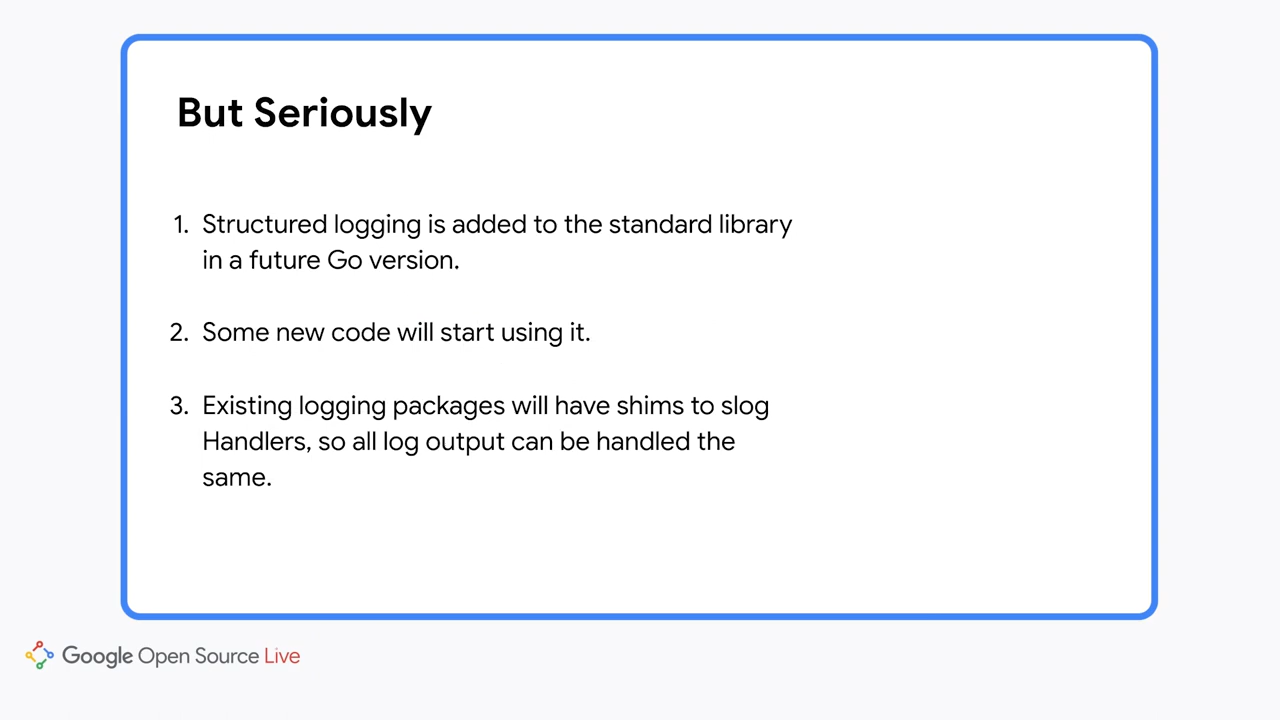 But Seriously
1. Structured logging is added to the standard library
in a future Go version.
2. Some new code will start using it.
3. Existing logging packages will have shims to slog
Handlers, so all log output can be handled the
same.
Google Open Source Live